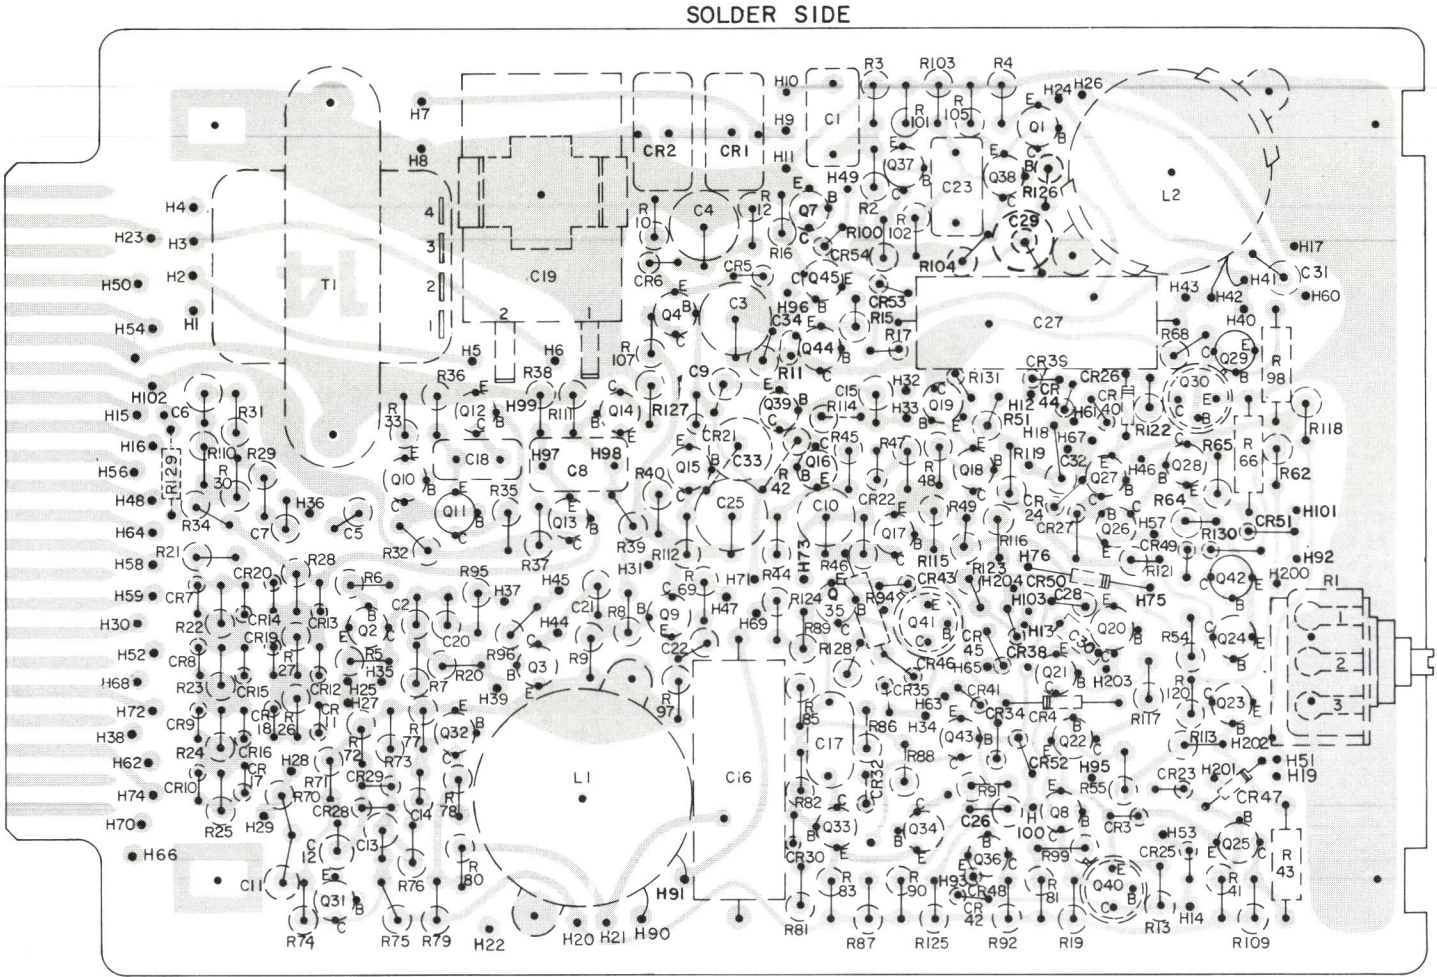 SOLDER SIDE
H10 R3 R103 R4
H7 H9 C1 R101 R105 E H24 H26 Q1 B
H8 CR2 CR1 H11 E Q37 B C23 E Q38 C B R126 L2
H4 4 R10 C4 R12 E Q7 B H49 C R2 R102 C C29
H23 H3 3 R16 R100 CR54 R104 H17
H2 T1 C19 CR6 CR5 Q45 E C H41 C31
H50 2 E B C3 H96 B CR53 H43 H42 H60
H1 2 1 Q4 C34 E R15 C27 H40
H54 1 C R107 Q44 B R17 R68 E
H5 H6 C R11 C Q29
R36 R38 C9 CR39 CR26 B R98
H102 E E H32 R131 CR44 Q30
H15 C6 R31 R33 Q12 H99 R111 Q14 R127 Q39 C15 R114 H33 Q19 H12 H61 CR40 R118
H16 R110 R29 C18 CR21 CR45 R47 R51 H18 H67 R122 R65
R129 C8 H97 H98 Q15 C33 Q16 Q18 R119 C32 Q27 H46 Q28 R66 R62
H56 R30 Q10 R35 R40 R42 CR22 R48 R64
H48 H36 Q11 Q13 C25 C10 R49 CR24 CR27 Q26 H57 CR51 H101
R34 C7 C5 R39 Q17 R116 R130
H64 R32 R37 R112 R44 H73 R46 R115 H76 CR49 H92
R21 R28
H58 CR20 R6 R95 H31 R69 H71 E CR43 R123 CR50 R121 Q42 H200
CR7 H37 H45 Q R94 H204 C28 H75 R1
H59 CR14 CR13 C2 C21 R8 Q9 H47 R124 35 Q41 H103 1
H30 R22 CR19 Q2 C20 H44 H69 R89 H13 Q20 R54 Q24
H52 CR8 R27 R5 R96 Q3 R9 C22 R128 CR46 CR45 CR38 C30 2
H68 R23 CR15 CR12 H35 R20 H65 Q21 H203
H25 R7 H39 CR35 CR41 R120
H72 CR9 CR18 R26 CR11 H27 R97 R85 R86 H63 H34 CR34 CR4 R117 Q23 3
H38 R24 CR16 R72 R77 Q32 C17 R88 Q43 Q22 R113 H202
H62 H28 R73 CR52 H95 H51
CR10 CR17 R71 CR29 L1 C16 CR32 CR23 H201 H19
H74 R70 CR28 C14 R78 R82 R91 R55 CR47
H70 R25 H29 Q33 Q34 C26 H100 Q8 CR3
H66 C12 C13 CR30 Q36 R99 H53 CR25 Q25
C11 R76 R80 H91 R83 R90 H93 CR48 R81 Q40 R41 R43
Q31 CR42 H14
R74 R75 R79 H22 H20 H21 H90 R81 R87 R125 R92 R19 R13 R109